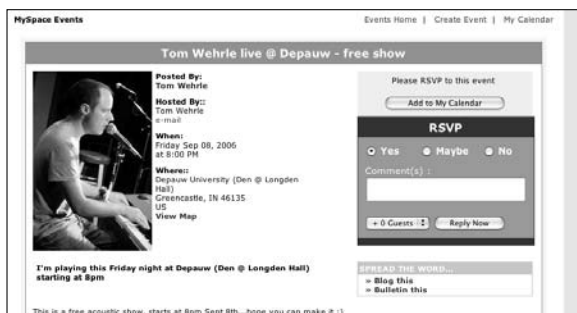 MySpace Events
Events Home | Create Event | My Calendar
Tom Wehrle live @ Depauw - free show
Posted By:
Tom Wehrle
Hosted By::
Tom Wehrle
e-mail
When:
Friday Sep 08, 2006
at 8:00 PM
Where::
Depauw University (Den @ Longden
Hall)
Greencastle, IN 46135
US
View Map
Please RSVP to this event
Add to My Calendar
RSVP
Yes Maybe No
Comment(s) :
+ 0 Guests Reply Now
I'm playing this Friday night at Depauw (Den @ Longden Hall)
starting at 8pm
SPREAD THE WORD...
» Blog this
» Bulletin this
This is a free acoustic show, starts at 8pm Sept 8th...hope you can make it :)